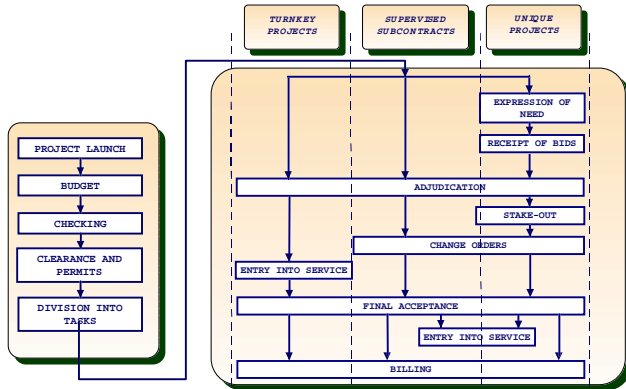 TURNKEY
PROJECTS
SUPERVISED
SUBCONTRACTS
UNIQUE
PROJECTS
PROJECT LAUNCH
BUDGET
CHECKING
CLEARANCE AND
PERMITS
DIVISION INTO
TASKS
EXPRESSION OF
NEED
RECEIPT OF BIDS
ADJUDICATION
STAKE-OUT
CHANGE ORDERS
ENTRY INTO SERVICE
FINAL ACCEPTANCE
ENTRY INTO SERVICE
BILLING